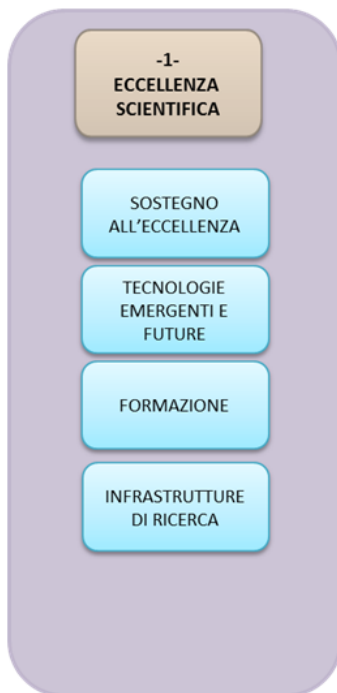 -1-
ECCELLENZA
SCIENTIFICA
SOSTEGNO
ALL'ECCELLENZA
TECNOLOGIE
EMERGENTI E
FUTURE
FORMAZIONE
INFRASTRUTTURE
DI RICERCA